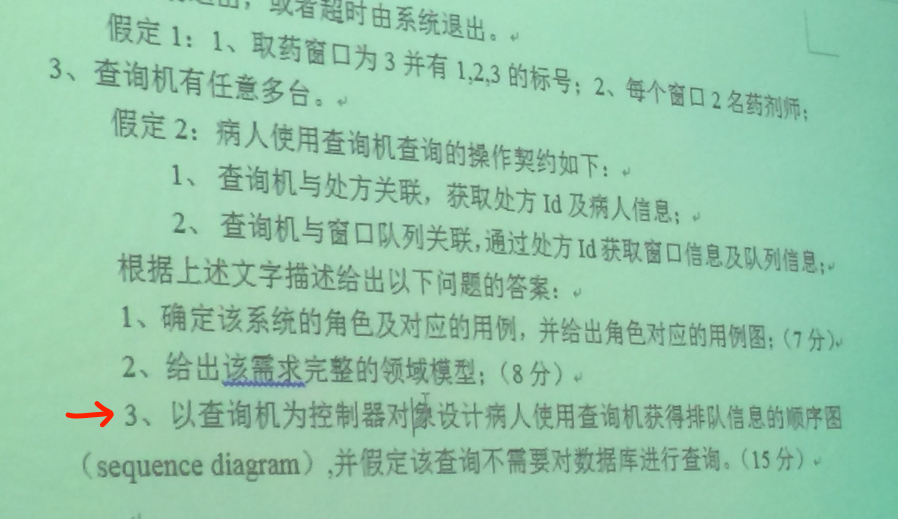 退出，或者超时由系统退出。
假定 1：1、取药窗口为 3 并有 1,2,3 的标号；2、每个窗口 2 名药剂师；
3、查询机有任意多台。
假定 2：病人使用查询机查询的操作契约如下：
1、 查询机与处方关联，获取处方 Id 及病人信息；
2、 查询机与窗口队列关联,通过处方 Id 获取窗口信息及队列信息;
根据上述文字描述给出以下问题的答案：
1、确定该系统的角色及对应的用例，并给出角色对应的用例图;（7 分）
2、给出该需求完整的领域模型;（8 分）
3、以查询机为控制器对象设计病人使用查询机获得排队信息的顺序图
（sequence diagram）,并假定该查询不需要对数据库进行查询。（15 分）